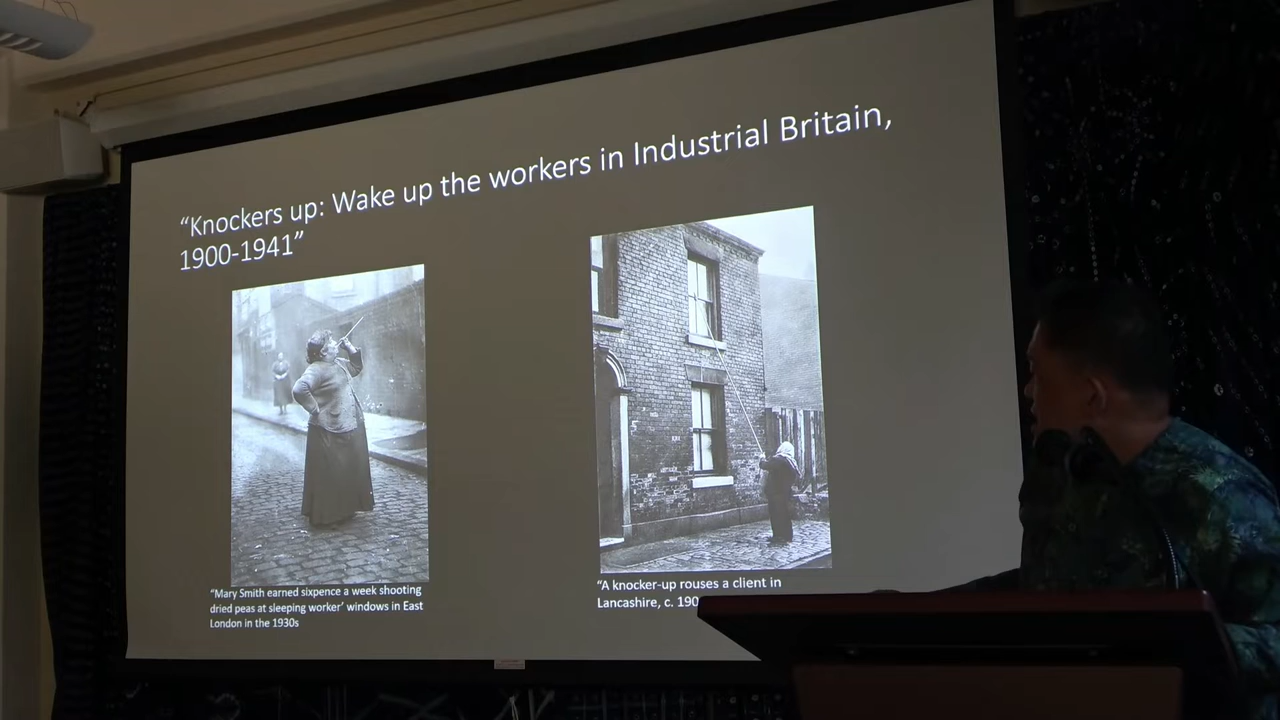 “Knockers up: Wake up the workers in Industrial Britain,
1900-1941”
“Mary Smith earned sixpence a week shooting
dried peas at sleeping worker’ windows in East
London in the 1930s
“A knocker-up rouses a client in
Lancashire, c.